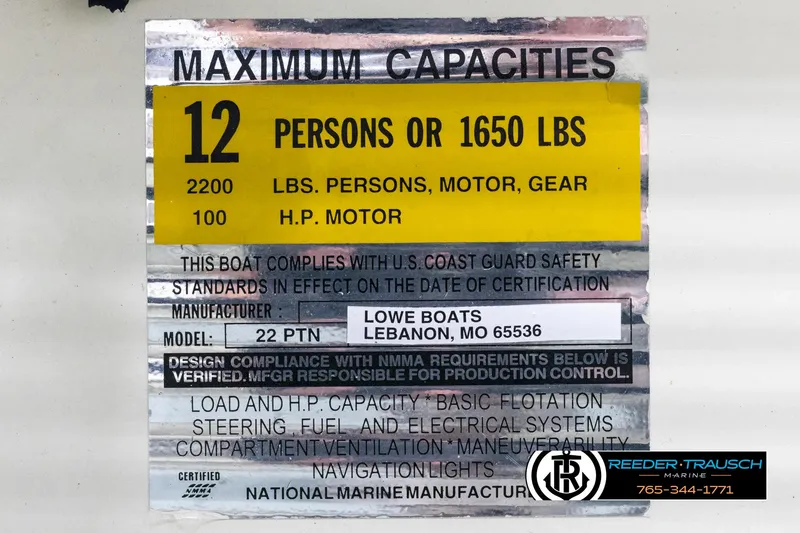 MAXIMUM CAPACITIES
12 PERSONS OR 1650 LBS
2200 LBS. PERSONS, MOTOR, GEAR
100 H.P. MOTOR
THIS BOAT COMPLIES WITH U.S. COAST GUARD SAFETY
STANDARDS IN EFFECT ON THE DATE OF CERTIFICATION
MANUFACTURER : LOWE BOATS
LEBANON, MO 65536
MODEL: 22 PTN
DESIGN COMPLIANCE WITH NMMA REQUIREMENTS BELOW IS
VERIFIED. MFGR RESPONSIBLE FOR PRODUCTION CONTROL.
LOAD AND H.P. CAPACITY * BASIC FLOTATION
STEERING, FUEL AND ELECTRICAL SYSTEMS
COMPARTMENT VENTILATION * MANEUVERABILITY
NAVIGATION LIGHTS
CERTIFIED
NMMA
NATIONAL MARINE MANUFACTUR
REEDER·TRAUSCH
MARINE
765-344-1771